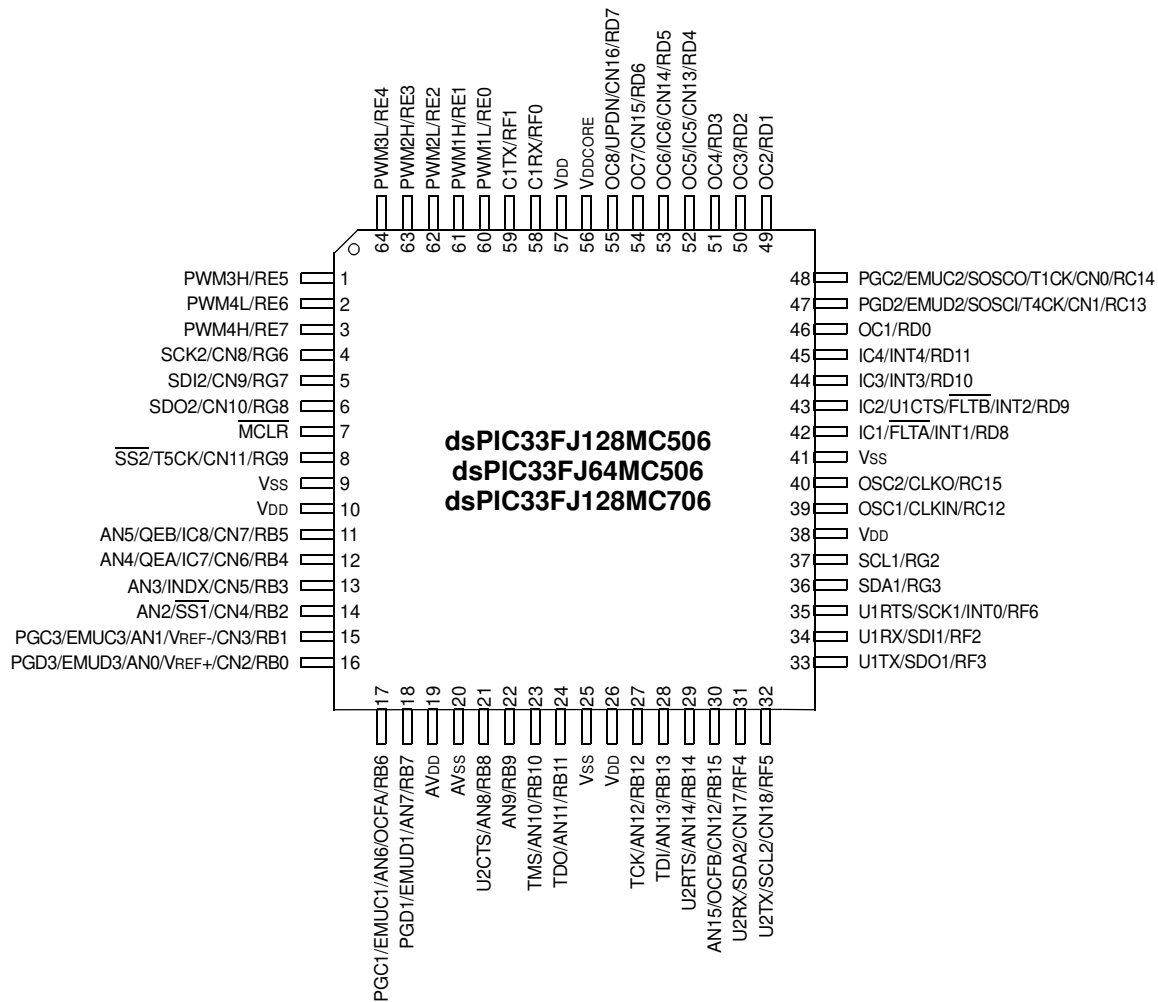 PWM3L/RE4
PWM2H/RE3
PWM2L/RE2
PWM1H/RE1
PWM1L/RE0
C1TX/RF1
C1RX/RF0
VDD
VDDCORE
OC8/UPDN/CN16/RD7
OC7/CN15/RD6
OC6/IC6/CN14/RD5
OC5/IC5/CN13/RD4
OC4/RD3
OC3/RD2
OC2/RD1
64
63
62
61
60
59
58
57
56
55
54
53
52
51
50
49
PWM3H/RE5 1
PWM4L/RE6 2
PWM4H/RE7 3
SCK2/CN8/RG6 4
SDI2/CN9/RG7 5
SDO2/CN10/RG8 6
MCLR 7
SS2/T5CK/CN11/RG9 8
VSS 9
VDD 10
AN5/QEB/IC8/CN7/RB5 11
AN4/QEA/IC7/CN6/RB4 12
AN3/INDX/CN5/RB3 13
AN2/SS1/CN4/RB2 14
PGC3/EMUC3/AN1/VREF-/CN3/RB1 15
PGD3/EMUD3/AN0/VREF+/CN2/RB0 16
dsPIC33FJ128MC506
dsPIC33FJ64MC506
dsPIC33FJ128MC706
48 PGC2/EMUC2/SOSCO/T1CK/CN0/RC14
47 PGD2/EMUD2/SOSCI/T4CK/CN1/RC13
46 OC1/RD0
45 IC4/INT4/RD11
44 IC3/INT3/RD10
43 IC2/U1CTS/FLTB/INT2/RD9
42 IC1/FLTA/INT1/RD8
41 VSS
40 OSC2/CLKO/RC15
39 OSC1/CLKIN/RC12
38 VDD
37 SCL1/RG2
36 SDA1/RG3
35 U1RTS/SCK1/INT0/RF6
34 U1RX/SDI1/RF2
33 U1TX/SDO1/RF3
17
18
19
20
21
22
23
24
25
26
27
28
29
30
31
32
PGC1/EMUC1/AN6/OCFA/RB6
PGD1/EMUD1/AN7/RB7
AVDD
AVSS
U2CTS/AN8/RB8
AN9/RB9
TMS/AN10/RB10
TDO/AN11/RB11
VSS
VDD
TCK/AN12/RB12
TDI/AN13/RB13
U2RTS/AN14/RB14
AN15/OCFB/CN12/RB15
U2RX/SDA2/CN17/RF4
U2TX/SCL2/CN18/RF5